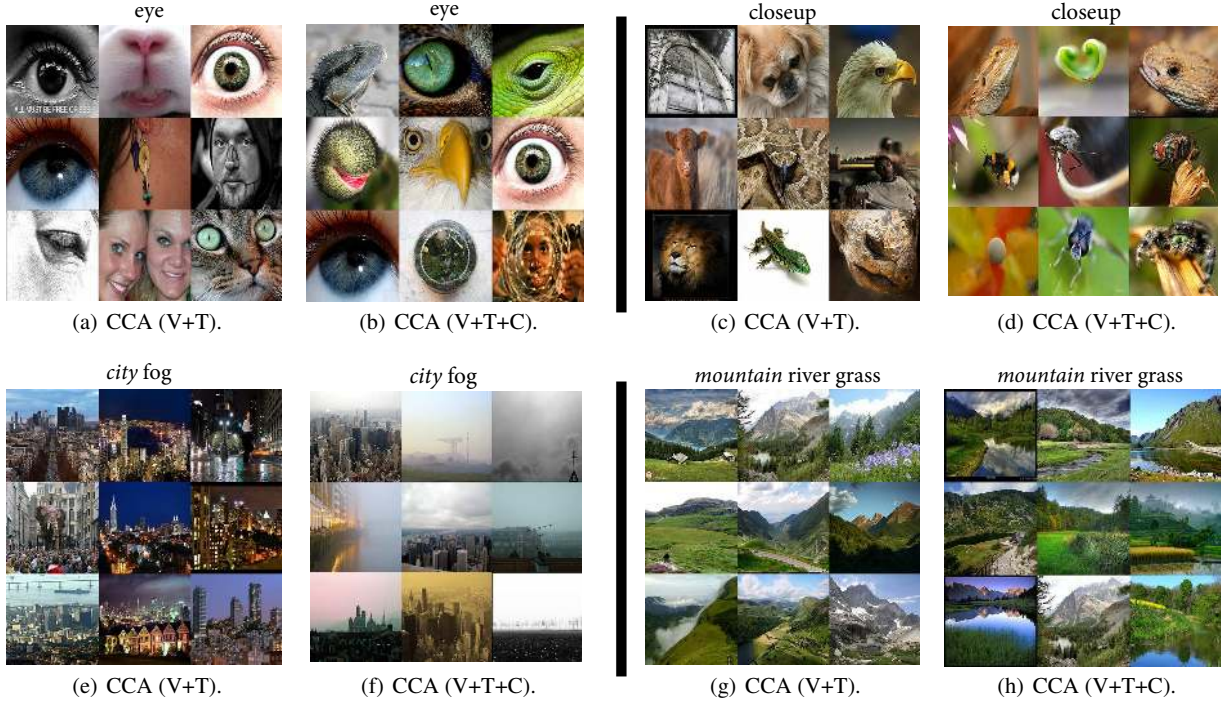 eye
eye
closeup
closeup
(a) CCA (V+T).
(b) CCA (V+T+C).
(c) CCA (V+T).
(d) CCA (V+T+C).
city fog
city fog
mountain river grass
mountain river grass
(e) CCA (V+T).
(f) CCA (V+T+C).
(g) CCA (V+T).
(h) CCA (V+T+C).